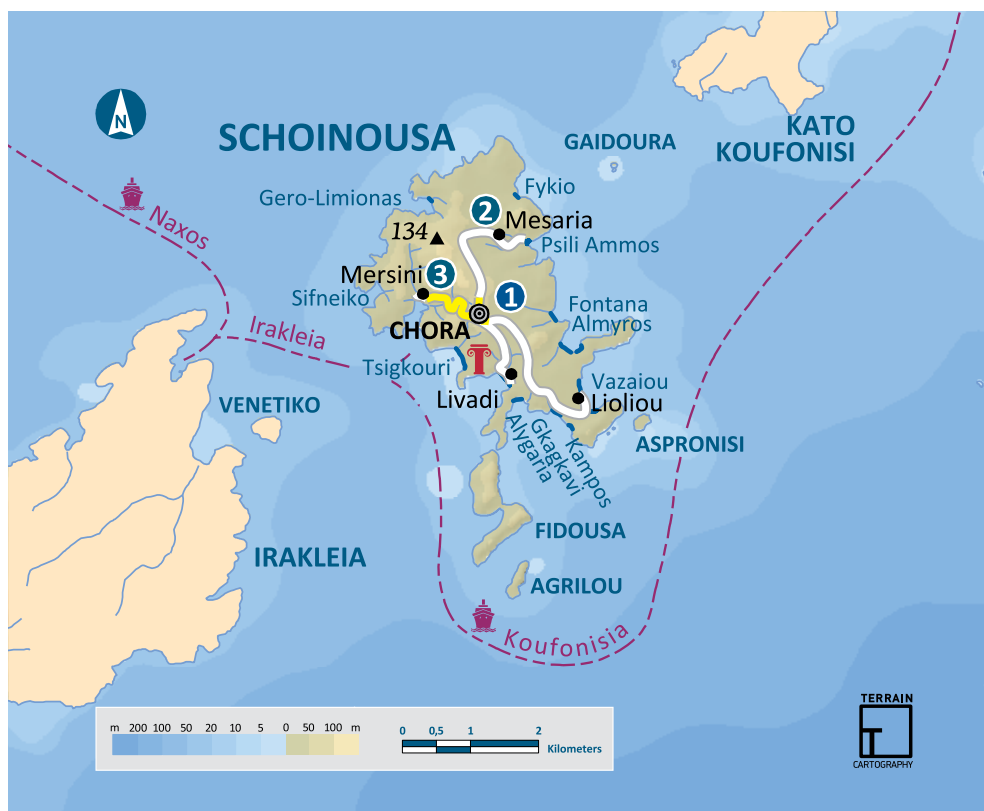 N
SCHOINOUSA
GAIDOURA
KATO
KOUFONISI
Gero-Limionas
Fykio
2
Mesaria
Naxos
134
Psili Ammos
Mersini
3
Sifneiko
1
Fontana
Almyros
CHORA
Irakleia
Tsigkouri
Vazaiou
Livadi
Lioliou
VENETIKO
Alygaria
Gkagkavi
Kampos
ASPRONISI
FIDOUSA
IRAKLEIA
AGRILOU
Koufonisia
m 200 100 50 20 10 5 0 50 100 m
0 0,5 1 2
Kilometers
TERRAIN
T
CARTOGRAPHY